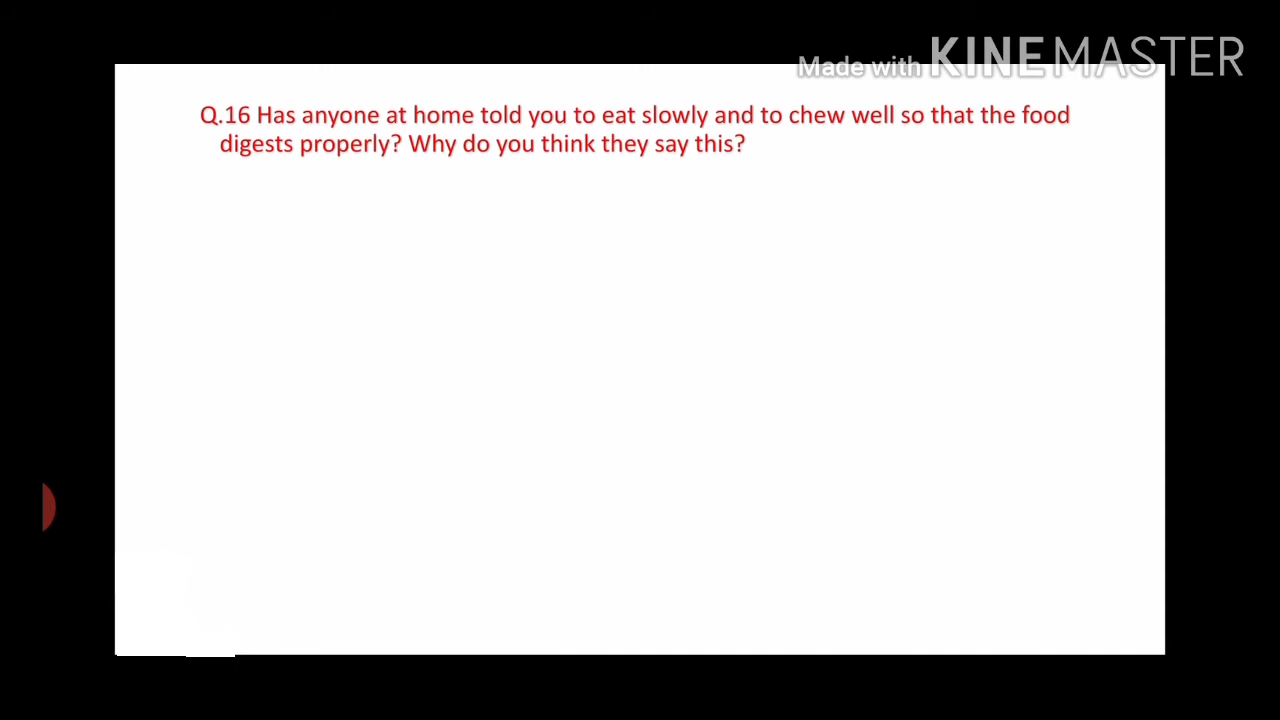 Made with KINEMASTER
Q.16 Has anyone at home told you to eat slowly and to chew well so that the food
digests properly? Why do you think they say this?